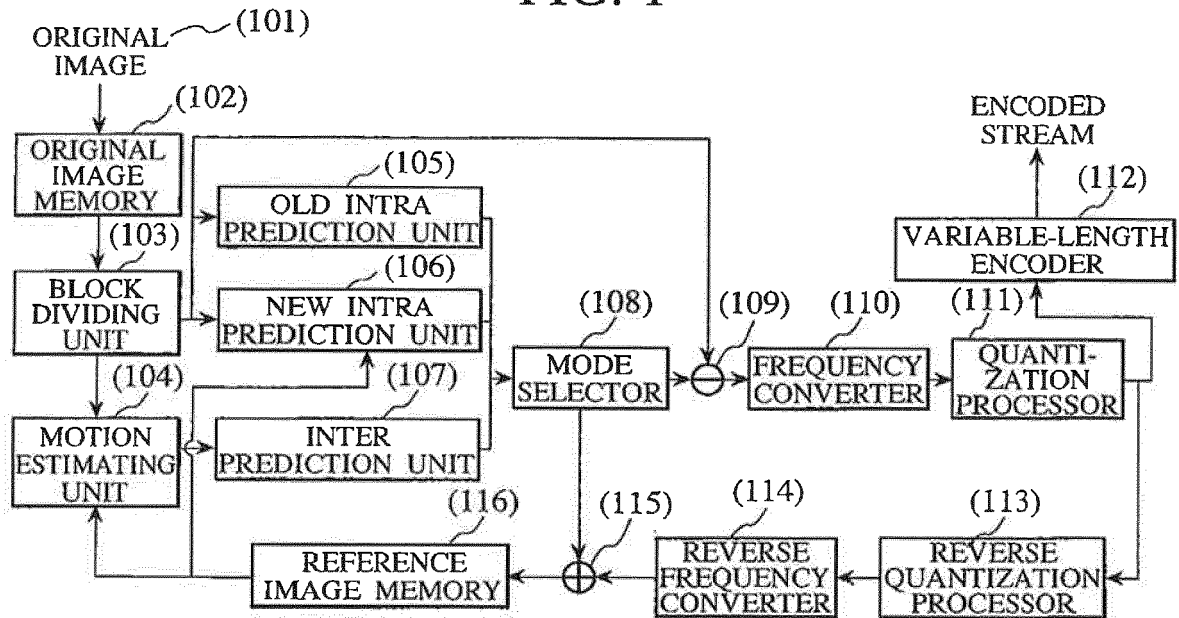 FIG. 1
ORIGINAL (101)
IMAGE
(102)
ORIGINAL
IMAGE
MEMORY
(103)
BLOCK
DIVIDING
UNIT
(104)
MOTION
ESTIMATING
UNIT
(105)
OLD INTRA
PREDICTION UNIT
(106)
NEW INTRA
PREDICTION UNIT
(107)
INTER
PREDICTION UNIT
(108)
MODE
SELECTOR
(109)
(110)
FREQUENCY
CONVERTER
(111)
QUANTI-
ZATION
PROCESSOR
ENCODED
STREAM
(112)
VARIABLE-LENGTH
ENCODER
(113)
REVERSE
QUANTIZATION
PROCESSOR
(114)
REVERSE
FREQUENCY
CONVERTER
(115)
(116)
REFERENCE
IMAGE MEMORY